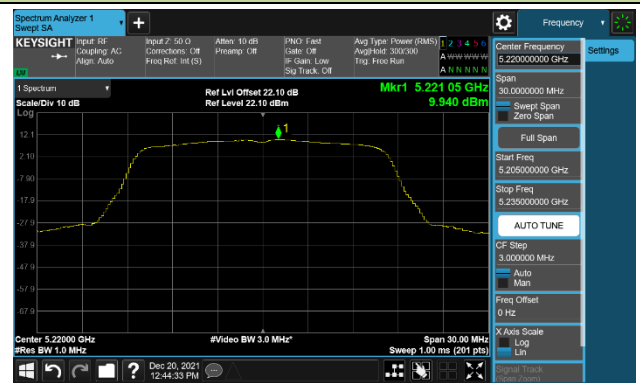 Spectrum Analyzer 1
Swept SA
Frequency
KEYSIGHT
Input: RF
Coupling: AC
Align: Auto
Input Z: 50 Ω
Corrections: Off
Freq Ref: Int (S)
Atten: 10 dB
Preamp: Off
PNO: Fast
Gate: Off
IF Gain: Low
Sig Track: Off
Avg Type: Power (RMS)
Avg|Hold: 300/300
Trig: Free Run
1 2 3 4 5 6
A W W W W W
A N N N N N
Center Frequency
5.220000000 GHz
Settings
Span
30.0000000 MHz
Swept Span
Zero Span
Full Span
Start Freq
5.205000000 GHz
Stop Freq
5.235000000 GHz
AUTO TUNE
CF Step
3.000000 MHz
Auto
Man
Freq Offset
0 Hz
X Axis Scale
Log
Lin
Signal Track
(Span Zoom)
1 Spectrum
Scale/Div 10 dB
Log
Ref Lvl Offset 22.10 dB
Ref Level 22.10 dBm
Mkr1 5.221 05 GHz
9.940 dBm
1
12.1
2.10
-7.90
-17.9
-27.9
-37.9
-47.9
-57.9
-67.9
Center 5.22000 GHz
#Res BW 1.0 MHz
#Video BW 3.0 MHz*
Span 30.00 MHz
Sweep 1.00 ms (201 pts)
?
Dec 20, 2021
12:44:33 PM